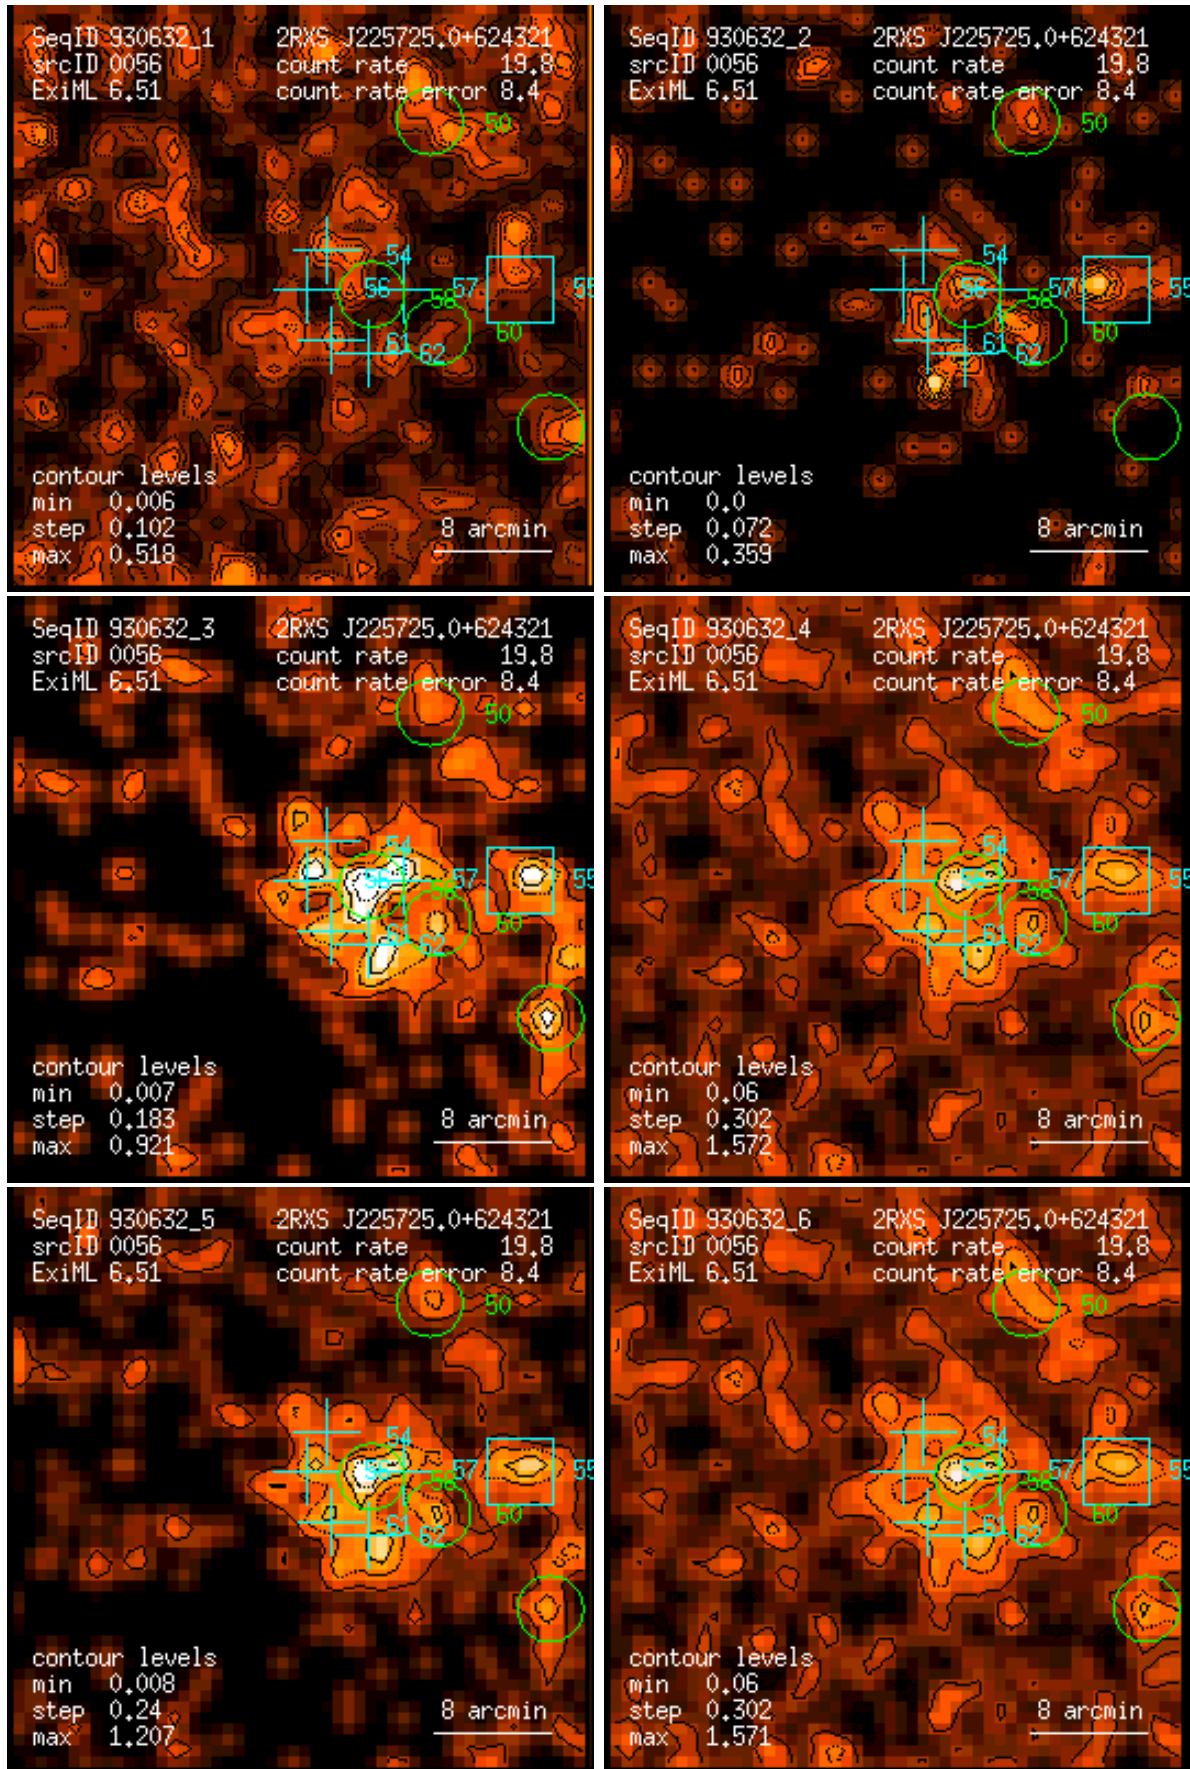 SeqID 930632_1 2RXS J225725.0+624321
srcID 0056 count rate 19.8
ExiML 6.51 count rate error 8.4
50
54
56 58 57 55
60
61 62
contour levels
min 0.006
step 0.102 8 arcmin
max 0.518
SeqID 930632_2 2RXS J225725.0+624321
srcID 0056 count rate 19.8
ExiML 6.51 count rate error 8.4
50
54
56 58 57 55
60
61 62
contour levels
min 0.0
step 0.072 8 arcmin
max 0.359
SeqID 930632_3 2RXS J225725.0+624321
srcID 0056 count rate 19.8
ExiML 6.51 count rate error 8.4
50
54
56 58 57 55
60
61 62
contour levels
min 0.007
step 0.183 8 arcmin
max 0.921
SeqID 930632_4 2RXS J225725.0+624321
srcID 0056 count rate 19.8
ExiML 6.51 count rate error 8.4
50
54
56 58 57 55
60
61 62
contour levels
min 0.06
step 0.302 8 arcmin
max 1.572
SeqID 930632_5 2RXS J225725.0+624321
srcID 0056 count rate 19.8
ExiML 6.51 count rate error 8.4
50
54
56 58 57 55
60
61 62
contour levels
min 0.008
step 0.24 8 arcmin
max 1.207
SeqID 930632_6 2RXS J225725.0+624321
srcID 0056 count rate 19.8
ExiML 6.51 count rate error 8.4
50
54
56 58 57 55
60
61 62
contour levels
min 0.06
step 0.302 8 arcmin
max 1.571